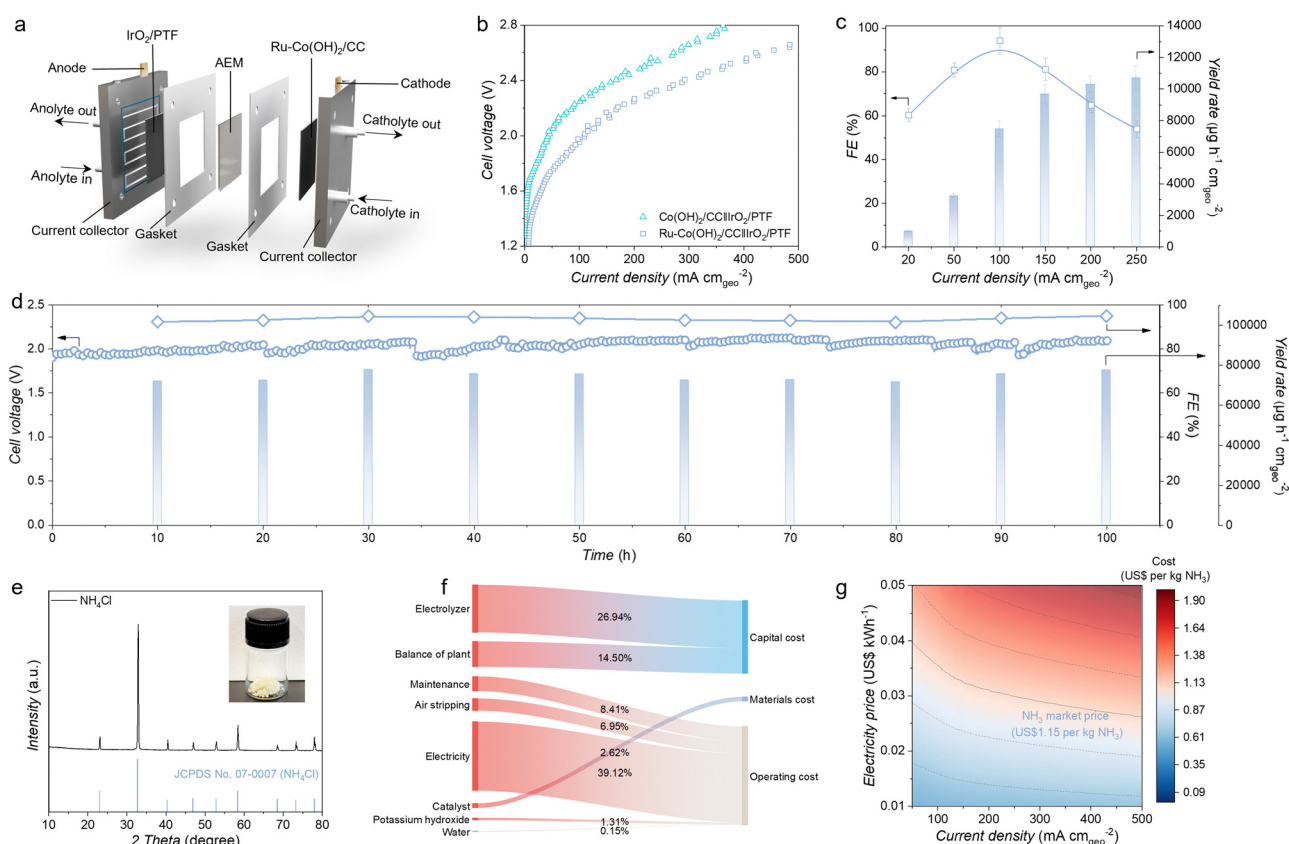 a
IrO₂/PTF
Ru-Co(OH)₂/CC
AEM
Anode
Cathode
Anolyte out
Catholyte out
Anolyte in
Catholyte in
Current collector
Gasket
Gasket
Current collector
b
2.8
2.4
2.0
1.6
1.2
Cell voltage (V)
Co(OH)₂/CC‖IrO₂/PTF
Ru-Co(OH)₂/CC‖IrO₂/PTF
0 100 200 300 400 500
Current density (mA cm_geo⁻²)
c
100
80
60
40
20
0
FE (%)
14000
12000
10000
8000
6000
4000
2000
0
Yield rate (µg h⁻¹ cm_geo⁻²)
20 50 100 150 200 250
Current density (mA cm_geo⁻²)
d
2.5
2.0
1.5
1.0
0.5
0.0
Cell voltage (V)
0 10 20 30 40 50 60 70 80 90 100
Time (h)
100
80
60
40
20
0
FE (%)
100000
80000
60000
40000
20000
0
Yield rate (µg h⁻¹ cm_geo⁻²)
e
NH₄Cl
Intensity (a.u.)
JCPDS No. 07-0007 (NH₄Cl)
10 20 30 40 50 60 70 80
2 Theta (degree)
f
Electrolyzer
26.94%
Capital cost
Balance of plant
14.50%
Maintenance
8.41%
Materials cost
Air stripping
6.95%
Electricity
2.62%
39.12%
Operating cost
Catalyst
Potassium hydroxide
1.31%
Water
0.15%
g
Cost
(US$ per kg NH₃)
0.05
0.04
0.03
0.02
0.01
Electricity price (US$ kWh⁻¹)
NH₃ market price
(US$1.15 per kg NH₃)
1.90
1.64
1.38
1.12
0.87
0.61
0.35
0.09
100 200 300 400 500
Current density (mA cm_geo⁻²)